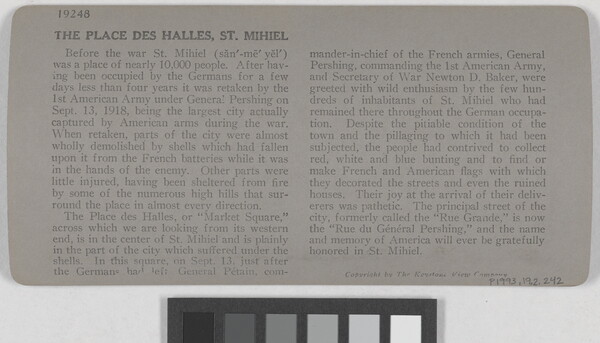 19248
THE PLACE DES HALLES, ST. MIHIEL
Before the war St. Mihiel (săn'-mē' yĕl')
was a place of nearly 10,000 people. After hav-
ing been occupied by the Germans for a few
days less than four years it was retaken by the
1st American Army under General Pershing on
Sept. 13, 1918, being the largest city actually
captured by American arms during the war.
When retaken, parts of the city were almost
wholly demolished by shells which had fallen
upon it from the French batteries while it was
in the hands of the enemy. Other parts were
little injured, having been sheltered from fire
by some of the numerous high hills that sur-
round the place in almost every direction.
The Place des Halles, or "Market Square,"
across which we are looking from its western
end, is in the center of St. Mihiel and is plainly
in the part of the city which suffered under the
shells. In this square, on Sept. 13, just after
the Germans had left, General Pétain, com-
mander-in-chief of the French armies, General
Pershing, commanding the 1st American Army,
and Secretary of War Newton D. Baker, were
greeted with wild enthusiasm by the few hun-
dreds of inhabitants of St. Mihiel who had
remained there throughout the German occupa-
tion. Despite the pitiable condition of the
town and the pillaging to which it had been
subjected, the people had contrived to collect
red, white and blue bunting and to find or
make French and American flags with which
they decorated the streets and even the ruined
houses. Their joy at the arrival of their deliv-
erers was pathetic. The principal street of the
city, formerly called the "Rue Grande," is now
the "Rue du Général Pershing," and the name
and memory of America will ever be gratefully
honored in St. Mihiel.
Copyright by The Keystone View Company
P1993.192.242